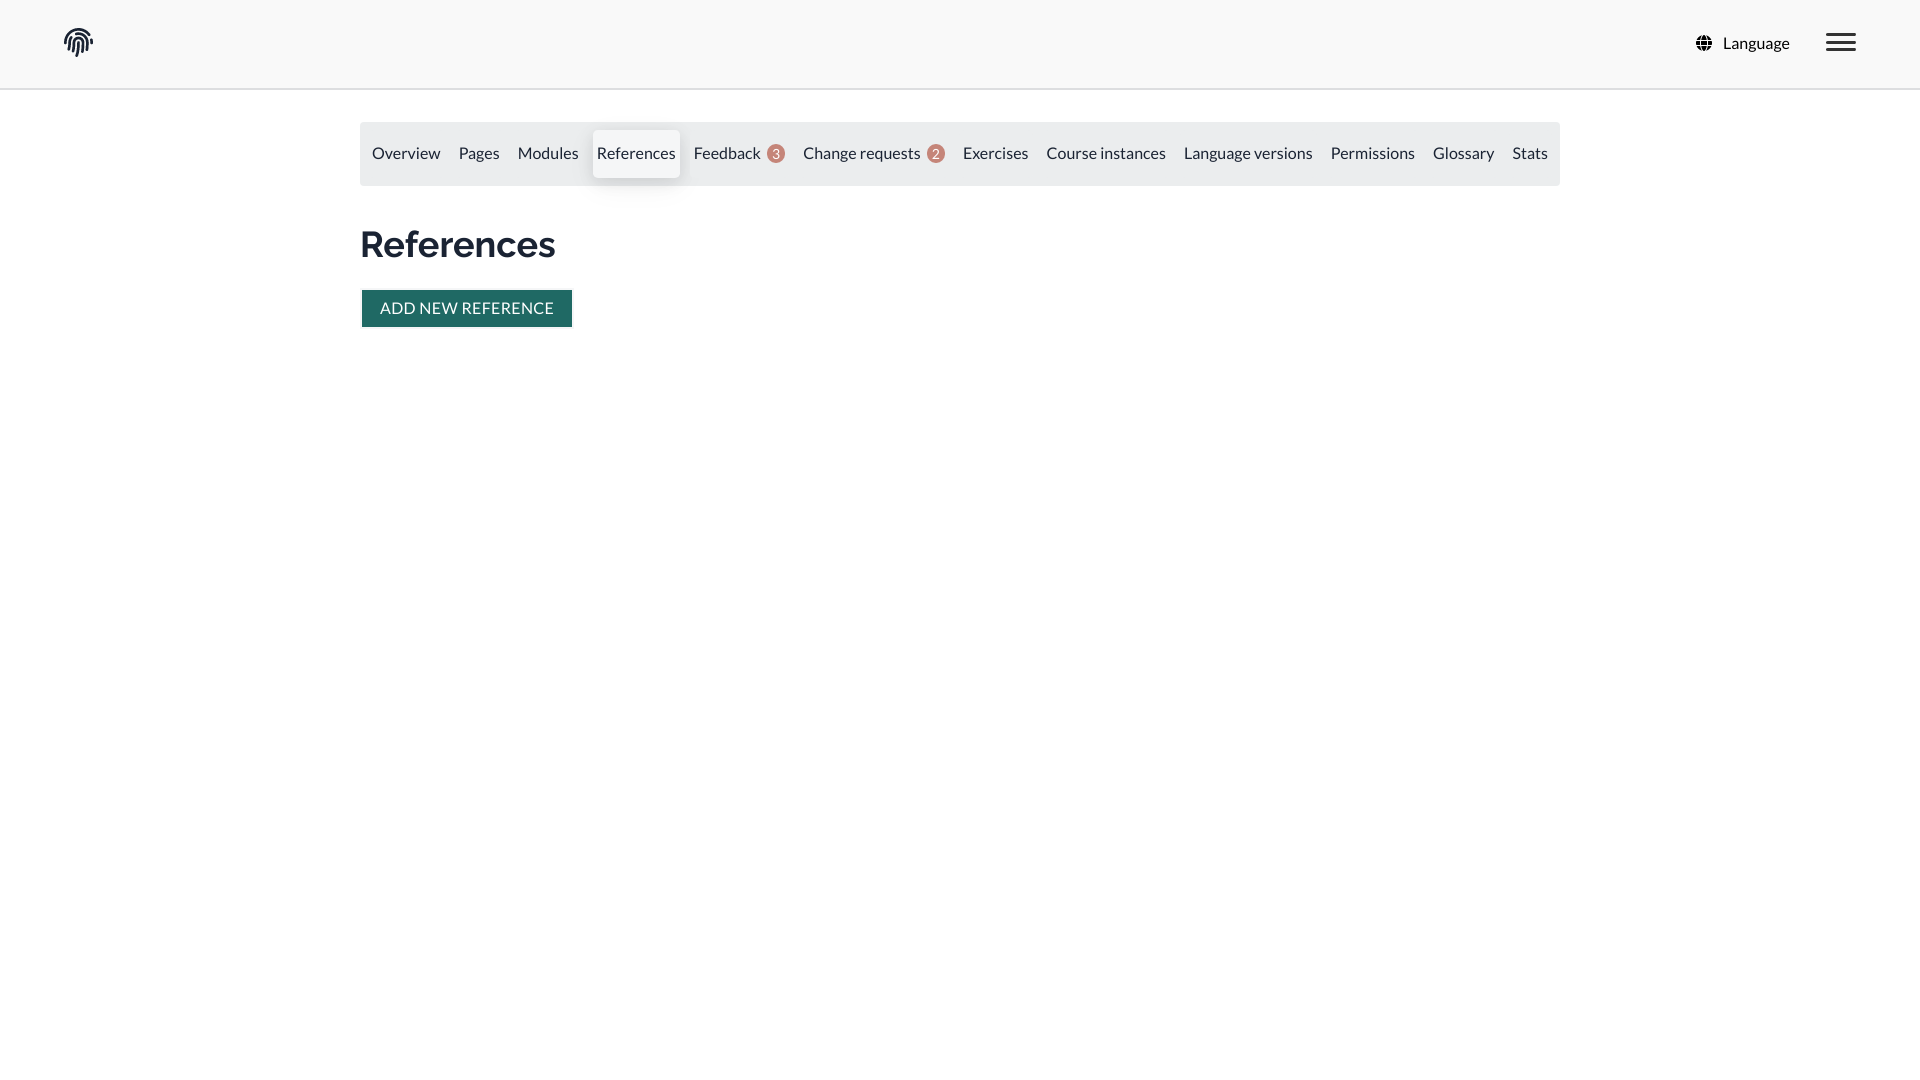 Language
Overview Pages Modules References Feedback 3 Change requests 2 Exercises Course instances Language versions Permissions Glossary Stats
References
ADD NEW REFERENCE